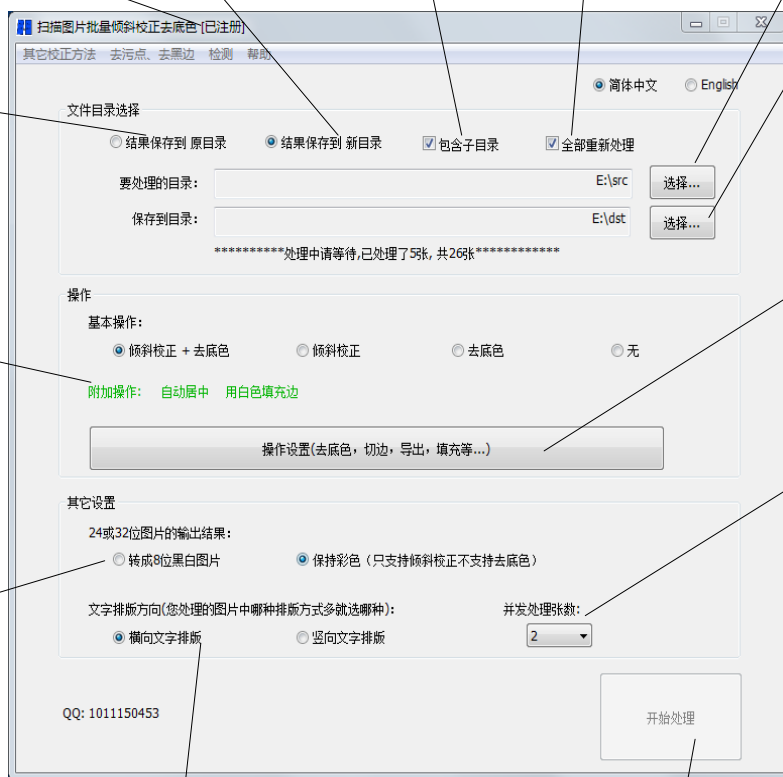 扫描图片批量倾斜校正去底色 [已注册]
其它校正方法 去污点、去黑边 检测 帮助
简体中文 English
文件目录选择
结果保存到 原目录 结果保存到 新目录 包含子目录 全部重新处理
要处理的目录: E:\src 选择...
保存到目录: E:\dst 选择...
**********处理中请等待,已处理了5张, 共26张************
操作
基本操作:
倾斜校正 + 去底色 倾斜校正 去底色 无
附加操作: 自动居中 用白色填充边
操作设置(去底色，切边，导出，填充等...)
其它设置
24或32位图片的输出结果:
转成8位黑白图片 保持彩色（只支持倾斜校正不支持去底色）
文字排版方向(您处理的图片中哪种排版方式多就选哪种): 并发处理张数:
横向文字排版 竖向文字排版 2
QQ: 1011150453 开始处理